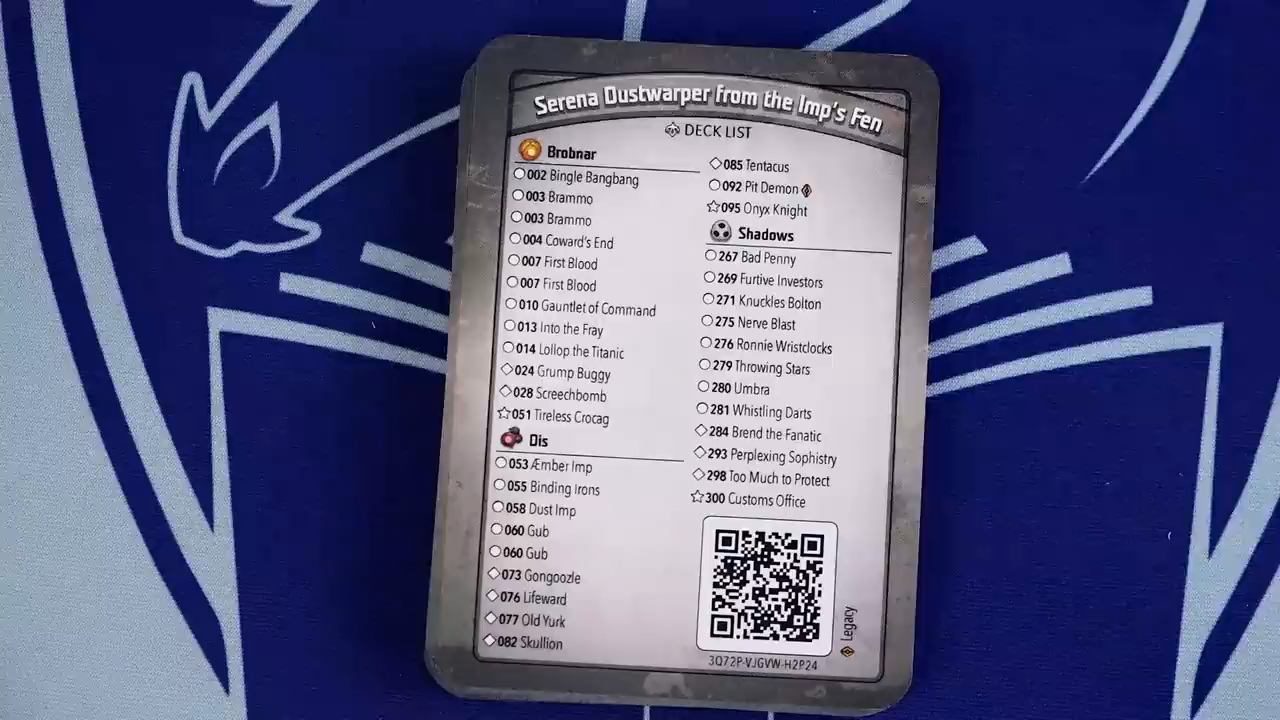 Serena Dustwarper from the Imp's Fen
DECK LIST
Brobnar
002 Bingle Bangbang
003 Brammo
003 Brammo
004 Coward's End
007 First Blood
007 First Blood
010 Gauntlet of Command
013 Into the Fray
014 Lollop the Titanic
024 Grump Buggy
028 Screechbomb
051 Tireless Crocag
Dis
053 Æmber Imp
055 Binding Irons
058 Dust Imp
060 Gub
060 Gub
073 Gongoozle
076 Lifeward
077 Old Yurk
082 Skullion
085 Tentacus
092 Pit Demon
095 Onyx Knight
Shadows
267 Bad Penny
269 Furtive Investors
271 Knuckles Bolton
275 Nerve Blast
276 Ronnie Wristclocks
279 Throwing Stars
280 Umbra
281 Whistling Darts
284 Brend the Fanatic
293 Perplexing Sophistry
298 Too Much to Protect
300 Customs Office
Legacy
3Q72P-VJGVW-H2P24